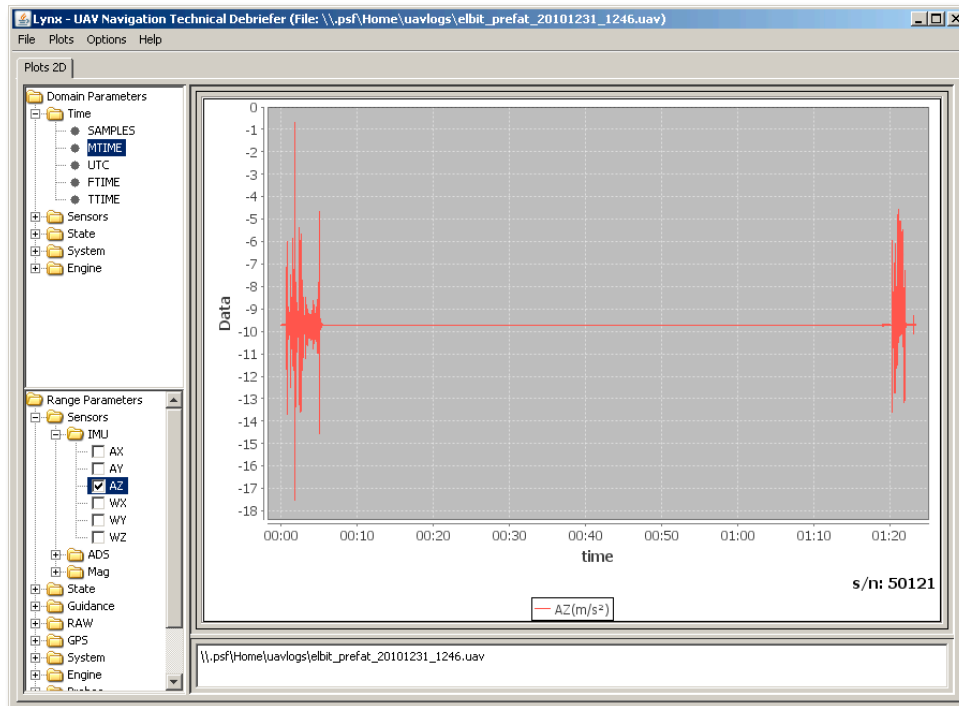 Lynx - UAV Navigation Technical Debriefer (File: \\.psf\Home\uavlogs\elbit_prefat_20101231_1246.uav)
File Plots Options Help
Plots 2D
Domain Parameters
Time
SAMPLES
MTIME
UTC
FTIME
TTIME
Sensors
State
System
Engine
Range Parameters
Sensors
IMU
AX
AY
AZ
WX
WY
WZ
ADS
Mag
State
Guidance
RAW
GPS
System
Engine
Data
0
-1
-2
-3
-4
-5
-6
-7
-8
-9
-10
-11
-12
-13
-14
-15
-16
-17
-18
00:00 00:10 00:20 00:30 00:40 00:50 01:00 01:10 01:20
time
s/n: 50121
AZ(m/s²)
\\.psf\Home\uavlogs\elbit_prefat_20101231_1246.uav